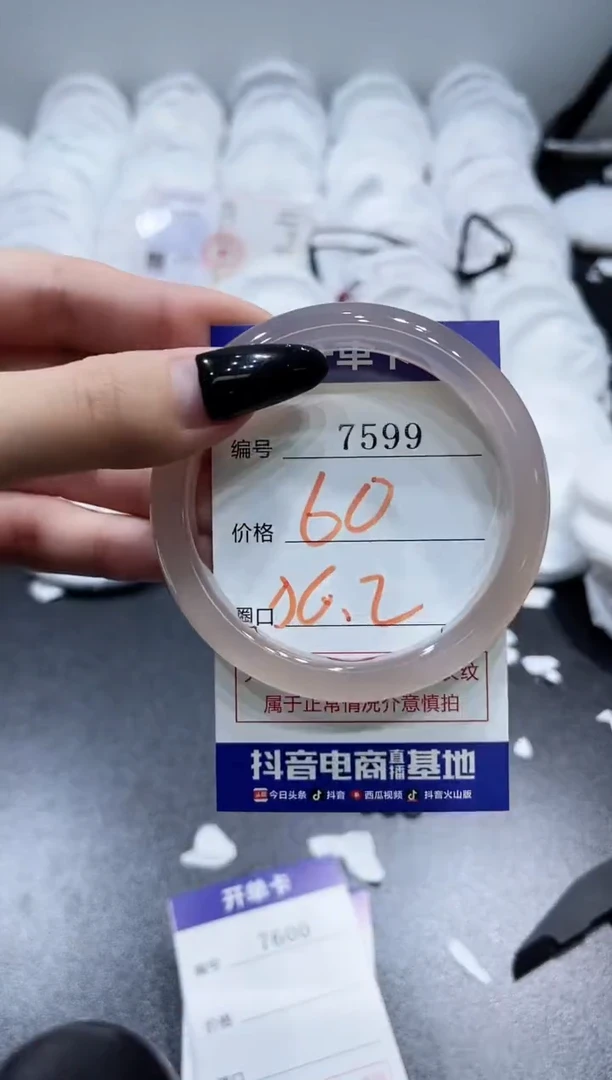 单卡
编号 7599
价格 60
圈口 56.2
纹
属于正常情况介意慎拍
抖音电商直播基地
今日头条 抖音 西瓜视频 抖音火山版
开单卡
编号 7600
价格